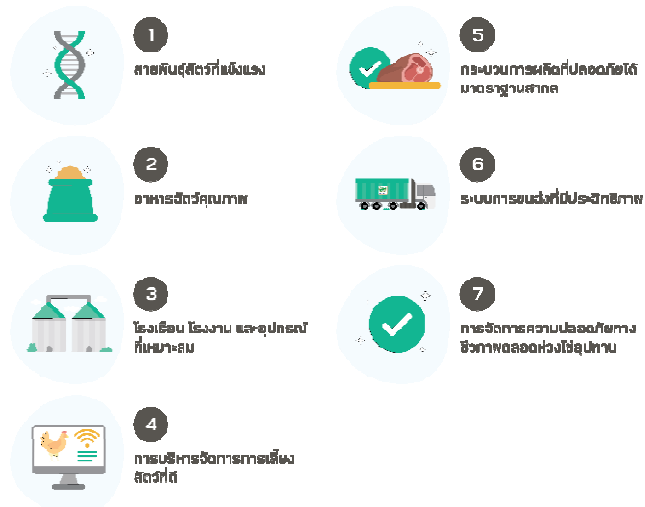 1
สายพันธุ์สัตว์ที่แข็งแรง
2
อาหารสัตว์คุณภาพ
3
โรงเรือน โรงงาน และอุปกรณ์
ที่เหมาะสม
4
การบริหารจัดการการเลี้ยง
สัตว์ที่ดี
5
กระบวนการผลิตที่ปลอดภัยได้
มาตราฐานสากล
6
ระบบการขนส่งที่มีประสิทธิภาพ
7
การจัดการความปลอดภัยทาง
ชีวภาพตลอดห่วงโซ่อุปทาน